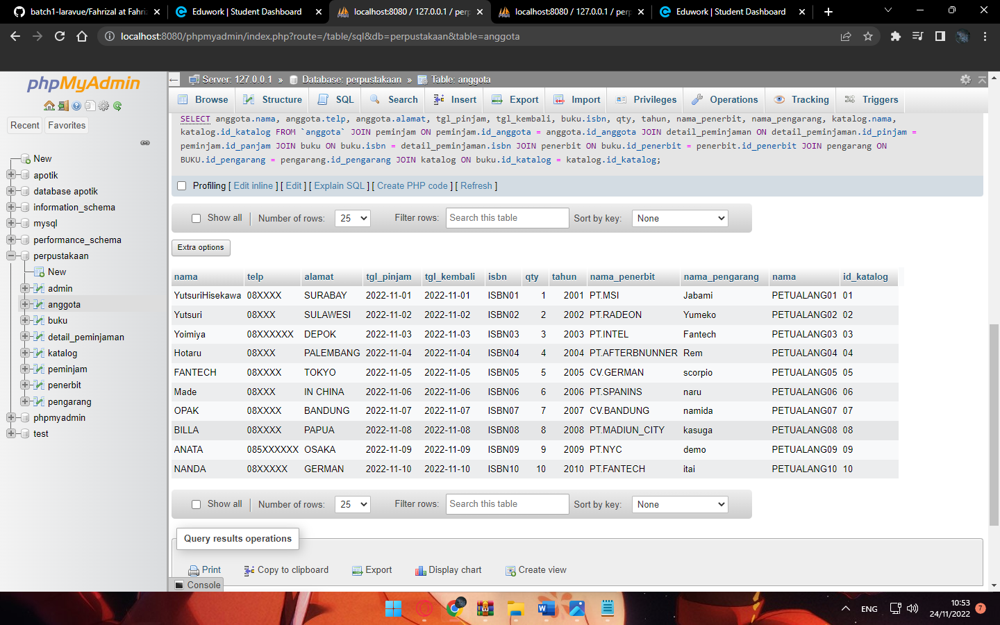 batch1-laravue/Fahrizal at Fahri
Eduwork | Student Dashboard
localhost:8080 / 127.0.0.1 / perp
localhost:8080 / 127.0.0.1 / perp
Eduwork | Student Dashboard
localhost:8080/phpmyadmin/index.php?route=/table/sql&db=perpustakaan&table=anggota
phpMyAdmin
Recent Favorites
New
apotik
database apotik
information_schema
mysql
performance_schema
perpustakaan
New
admin
anggota
buku
detail_peminjaman
katalog
peminjam
penerbit
pengarang
phpmyadmin
test
Server: 127.0.0.1 » Database: perpustakaan » Table: anggota
Browse Structure SQL Search Insert Export Import Privileges Operations Tracking Triggers
SELECT anggota.nama, anggota.telp, anggota.alamat, tgl_pinjam, tgl_kembali, buku.isbn, qty, tahun, nama_penerbit, nama_pengarang, katalog.nama,
katalog.id_katalog FROM `anggota` JOIN peminjam ON peminjam.id_anggota = anggota.id_anggota JOIN detail_peminjaman ON detail_peminjaman.id_pinjam =
peminjam.id_panjam JOIN buku ON buku.isbn = detail_peminjaman.isbn JOIN penerbit ON buku.id_penerbit = penerbit.id_penerbit JOIN pengarang ON
BUKU.id_pengarang = pengarang.id_pengarang JOIN katalog ON buku.id_katalog = katalog.id_katalog;
Profiling [ Edit inline ] [ Edit ] [ Explain SQL ] [ Create PHP code ] [ Refresh ]
Show all Number of rows: 25 Filter rows: Search this table Sort by key: None
Extra options
nama telp alamat tgl_pinjam tgl_kembali isbn qty tahun nama_penerbit nama_pengarang nama id_katalog
YutsuriHisekawa 08XXXX SURABAY 2022-11-01 2022-11-01 ISBN01 1 2001 PT.MSI Jabami PETUALANG01 01
Yutsuri 08XXX SULAWESI 2022-11-02 2022-11-02 ISBN02 2 2002 PT.RADEON Yumeko PETUALANG02 02
Yoimiya 08XXXXXX DEPOK 2022-11-03 2022-11-03 ISBN03 3 2003 PT.INTEL Fantech PETUALANG03 03
Hotaru 08XXX PALEMBANG 2022-11-04 2022-11-04 ISBN04 4 2004 PT.AFTERBNUNNER Rem PETUALANG04 04
FANTECH 08XXXX TOKYO 2022-11-05 2022-11-05 ISBN05 5 2005 CV.GERMAN scorpio PETUALANG05 05
Made 08XXX IN CHINA 2022-11-06 2022-11-06 ISBN06 6 2006 PT.SPANINS naru PETUALANG06 06
OPAK 08XXXX BANDUNG 2022-11-07 2022-11-07 ISBN07 7 2007 CV.BANDUNG namida PETUALANG07 07
BILLA 08XXXX PAPUA 2022-11-08 2022-11-08 ISBN08 8 2008 PT.MADIUN_CITY kasuga PETUALANG08 08
ANATA 085XXXXXX OSAKA 2022-11-09 2022-11-09 ISBN09 9 2009 PT.NYC demo PETUALANG09 09
NANDA 08XXXXX GERMAN 2022-11-10 2022-11-10 ISBN10 10 2010 PT.FANTECH itai PETUALANG10 10
Show all Number of rows: 25 Filter rows: Search this table Sort by key: None
Query results operations
Print Copy to clipboard Export Display chart Create view
Console
ENG
10:53
24/11/2022
7